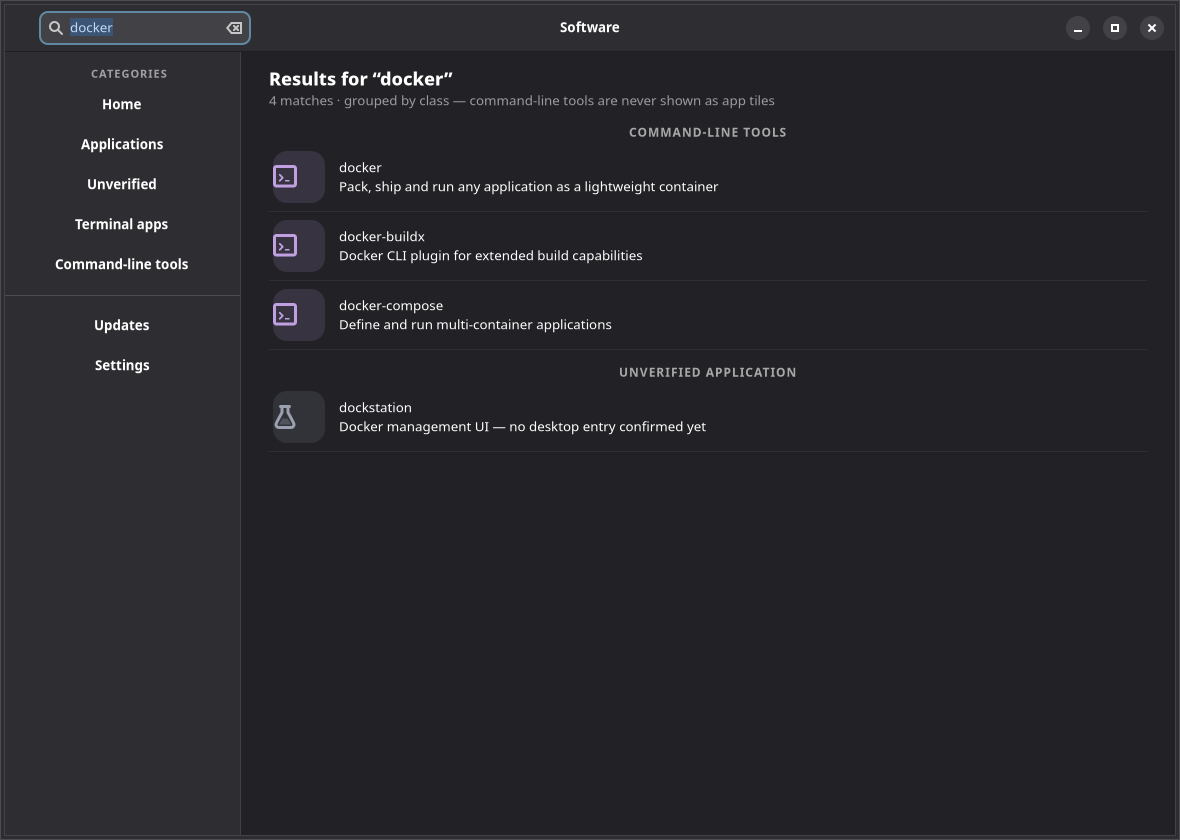 docker
Software
CATEGORIES
Home
Applications
Unverified
Terminal apps
Command-line tools
Updates
Settings
Results for “docker”
4 matches · grouped by class — command-line tools are never shown as app tiles
COMMAND-LINE TOOLS
docker
Pack, ship and run any application as a lightweight container
docker-buildx
Docker CLI plugin for extended build capabilities
docker-compose
Define and run multi-container applications
UNVERIFIED APPLICATION
dockstation
Docker management UI — no desktop entry confirmed yet